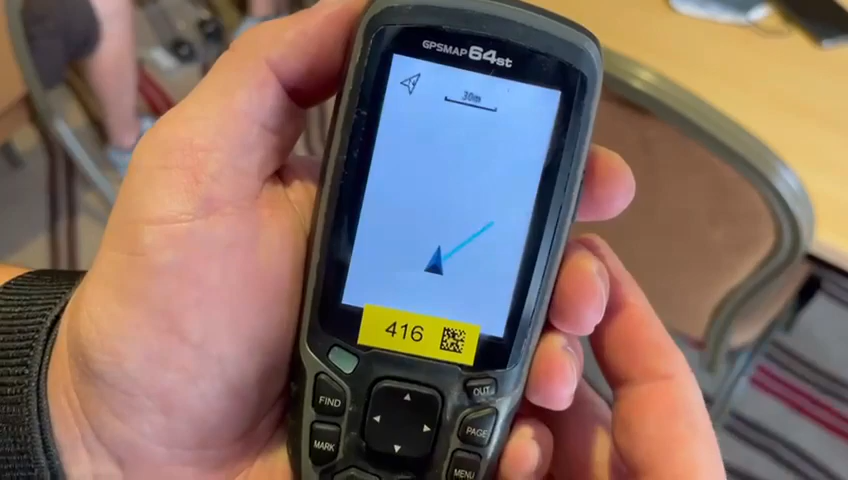 GPSMAP 64st
30m
416
FIND
OUT
MARK
PAGE
MENU